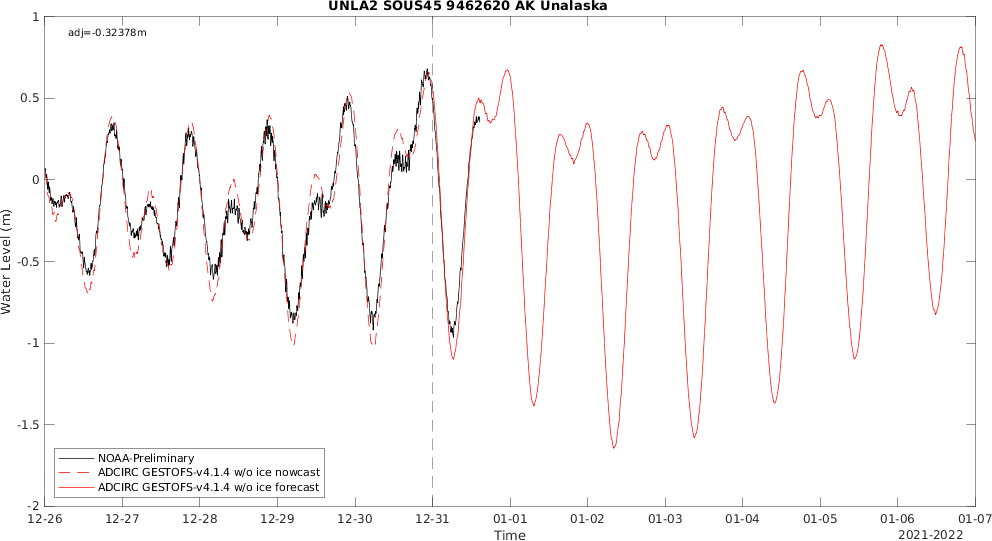 UNLA2 SOUS45 9462620 AK Unalaska
adj=-0.32378m
1
0.5
0
-0.5
-1
-1.5
-2
Water Level (m)
NOAA-Preliminary
ADCIRC GESTOFS-v4.1.4 w/o ice nowcast
ADCIRC GESTOFS-v4.1.4 w/o ice forecast
12-26 12-27 12-28 12-29 12-30 12-31 01-01 01-02 01-03 01-04 01-05 01-06 01-07
Time
2021-2022